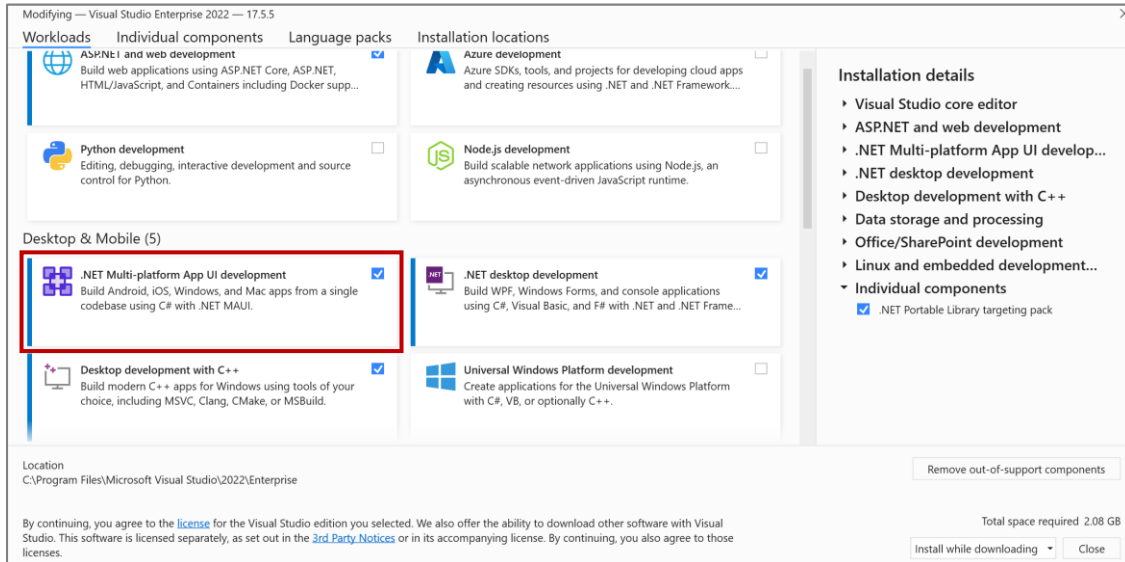 Modifying — Visual Studio Enterprise 2022 — 17.5.5
Workloads Individual components Language packs Installation locations
ASP.NET and web development
Build web applications using ASP.NET Core, ASP.NET,
HTML/JavaScript, and Containers including Docker supp...
Azure development
Azure SDKs, tools, and projects for developing cloud apps
and creating resources using .NET and .NET Framework....
Python development
Editing, debugging, interactive development and source
control for Python.
JS
Node.js development
Build scalable network applications using Node.js, an
asynchronous event-driven JavaScript runtime.
Desktop & Mobile (5)
.NET Multi-platform App UI development
Build Android, iOS, Windows, and Mac apps from a single
codebase using C# with .NET MAUI.
.NET
.NET desktop development
Build WPF, Windows Forms, and console applications
using C#, Visual Basic, and F# with .NET and .NET Frame...
Desktop development with C++
Build modern C++ apps for Windows using tools of your
choice, including MSVC, Clang, CMake, or MSBuild.
Universal Windows Platform development
Create applications for the Universal Windows Platform
with C#, VB, or optionally C++.
Installation details
Visual Studio core editor
ASP.NET and web development
.NET Multi-platform App UI develop...
.NET desktop development
Desktop development with C++
Data storage and processing
Office/SharePoint development
Linux and embedded development...
Individual components
.NET Portable Library targeting pack
Location
C:\Program Files\Microsoft Visual Studio\2022\Enterprise
Remove out-of-support components
By continuing, you agree to the license for the Visual Studio edition you selected. We also offer the ability to download other software with Visual
Studio. This software is licensed separately, as set out in the 3rd Party Notices or in its accompanying license. By continuing, you also agree to those
licenses.
Total space required 2.08 GB
Install while downloading
Close